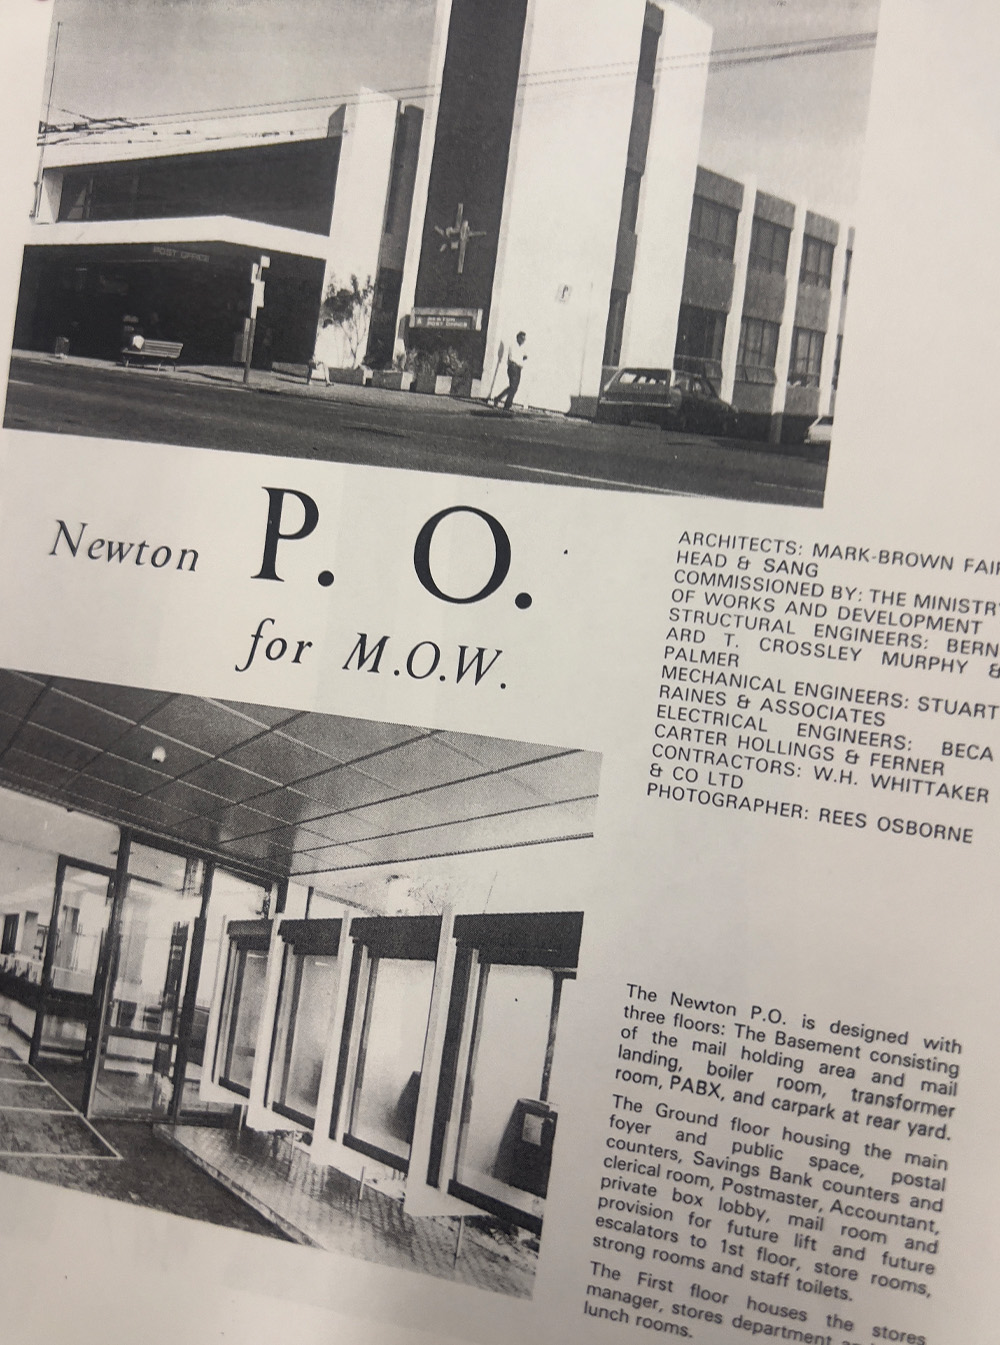 POST OFFICE
NEWTON
POST OFFICE
Newton P. O.
for M.O.W.
ARCHITECTS: MARK-BROWN FAIR
HEAD & SANG
COMMISSIONED BY: THE MINISTRY
OF WORKS AND DEVELOPMENT
STRUCTURAL ENGINEERS: BERN
ARD T. CROSSLEY MURPHY &
PALMER
MECHANICAL ENGINEERS: STUART
RAINES & ASSOCIATES
ELECTRICAL ENGINEERS: BECA
CARTER HOLLINGS & FERNER
CONTRACTORS: W.H. WHITTAKER
& CO LTD
PHOTOGRAPHER: REES OSBORNE
The Newton P.O. is designed with
three floors: The Basement consisting
of the mail holding area and mail
landing, boiler room, transformer
room, PABX, and carpark at rear yard.
The Ground floor housing the main
foyer and public space, postal
counters, Savings Bank counters and
clerical room, Postmaster, Accountant,
private box lobby, mail room and
provision for future lift and future
escalators to 1st floor, store rooms,
strong rooms and staff toilets.
The First floor houses the stores
manager, stores department
lunch rooms.